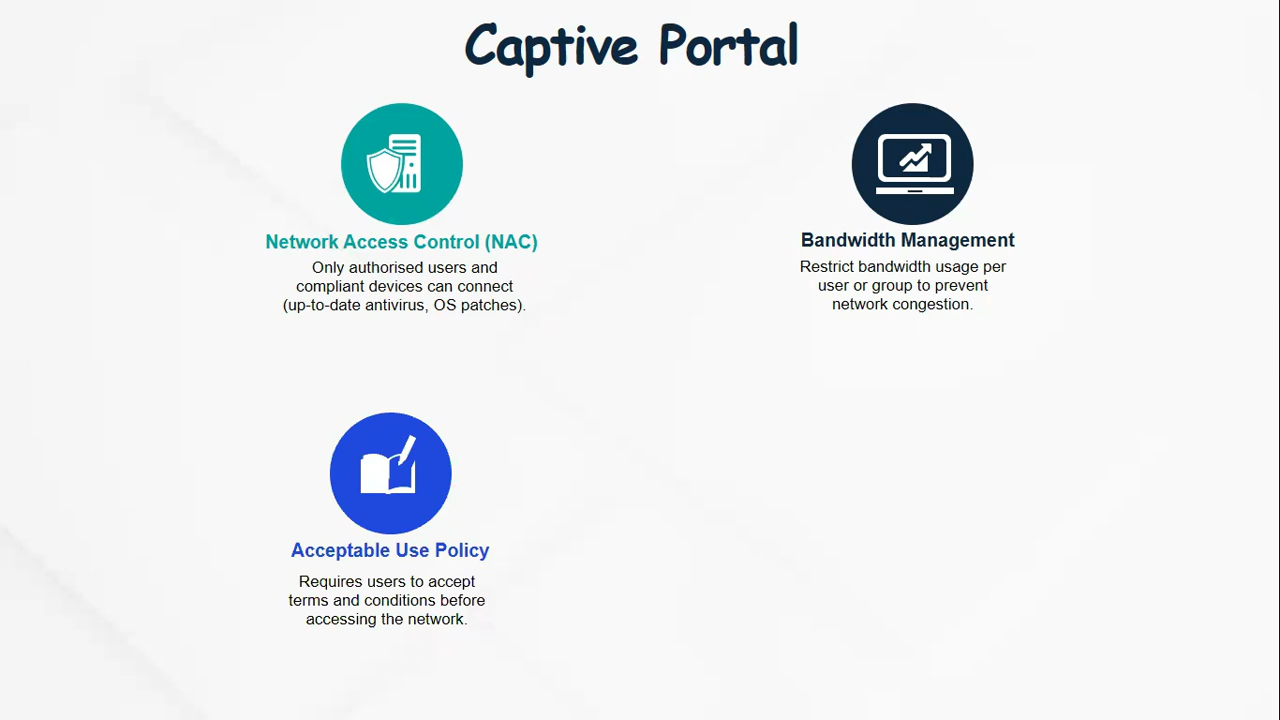 Captive Portal
Network Access Control (NAC)
Only authorised users and
compliant devices can connect
(up-to-date antivirus, OS patches).
Bandwidth Management
Restrict bandwidth usage per
user or group to prevent
network congestion.
Acceptable Use Policy
Requires users to accept
terms and conditions before
accessing the network.